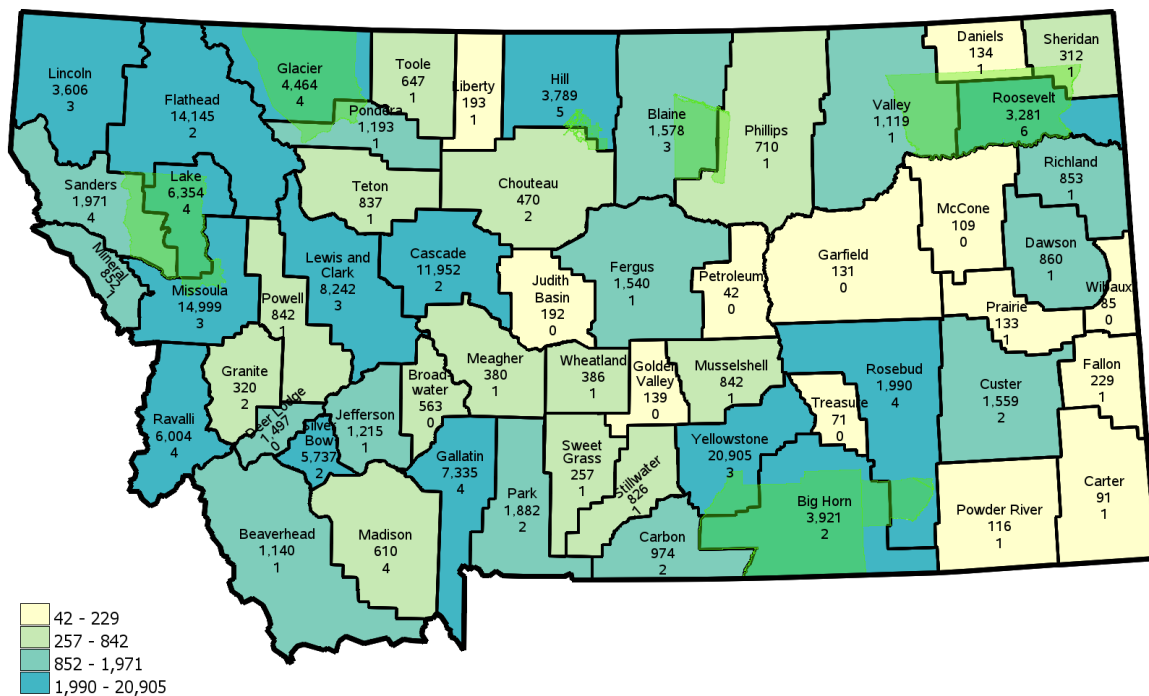 Daniels
134
1
Sheridan
312
1
Toole
647
1
Glacier
4,464
4
Lincoln
3,606
3
Liberty
193
1
Hill
3,789
5
Flathead
14,145
2
Pondera
1,193
1
Blaine
1,578
3
Phillips
710
1
Valley
1,119
1
Roosevelt
3,281
6
Richland
853
1
Sanders
1,971
4
Lake
6,354
4
Teton
837
1
Chouteau
470
2
McCone
109
0
Dawson
860
1
Mineral
852
1
Missoula
14,999
3
Powell
842
1
Lewis and
Clark
8,242
3
Cascade
11,952
2
Judith
Basin
192
0
Fergus
1,540
1
Petroleum
42
0
Garfield
131
0
Prairie
133
1
Wibaux
85
0
Granite
320
2
Meagher
380
1
Wheatland
386
1
Golden
Valley
139
0
Musselshell
842
1
Rosebud
1,990
4
Treasure
71
0
Custer
1,559
2
Fallon
229
1
Ravalli
6,004
4
Deer Lodge
1,497
0
Silver
Bow
5,737
2
Jefferson
1,215
1
Broad-
water
563
0
Gallatin
7,335
4
Park
1,882
2
Sweet
Grass
257
1
Stillwater
826
1
Yellowstone
20,905
3
Big Horn
3,921
2
Powder River
116
1
Carter
91
1
Beaverhead
1,140
1
Madison
610
4
Carbon
974
2
42 - 229
257 - 842
852 - 1,971
1,990 - 20,905